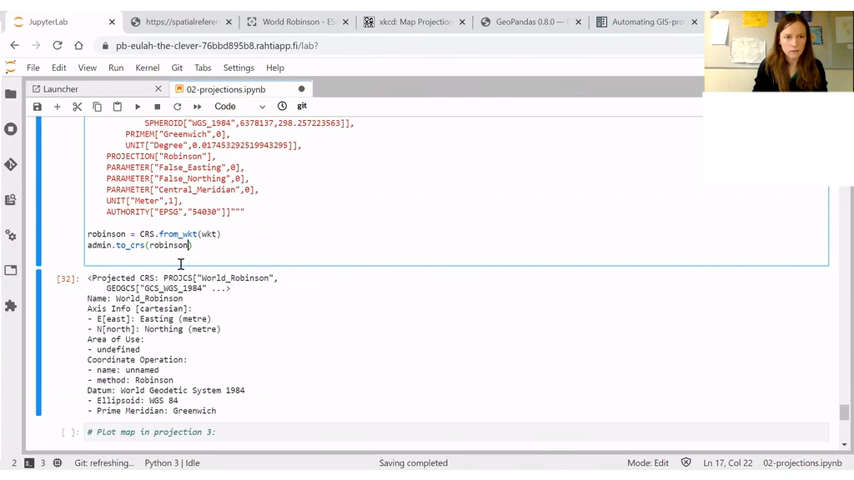 JupyterLab
https://spatialreferen
World Robinson - ES
xkcd: Map Projection
GeoPandas 0.8.0 —
Automating GIS-pro
pb-eulah-the-clever-76bbd895b8.rahtiapp.fi/lab?
File Edit View Run Kernel Git Tabs Settings Help
Launcher
02-projections.ipynb
Code
git
SPHEROID["WGS_1984",6378137,298.257223563]],
PRIMEM["Greenwich",0],
UNIT["Degree",0.017453292519943295]],
PROJECTION["Robinson"],
PARAMETER["False_Easting",0],
PARAMETER["False_Northing",0],
PARAMETER["Central_Meridian",0],
UNIT["Meter",1],
AUTHORITY["EPSG","54030"]]"""
robinson = CRS.from_wkt(wkt)
admin.to_crs(robinson)
[32]: <Projected CRS: PROJCS["World_Robinson",
GEOGCS["GCS_WGS_1984" ...>
Name: World_Robinson
Axis Info [cartesian]:
- E[east]: Easting (metre)
- N[north]: Northing (metre)
Area of Use:
- undefined
Coordinate Operation:
- name: unnamed
- method: Robinson
Datum: World Geodetic System 1984
- Ellipsoid: WGS 84
- Prime Meridian: Greenwich
[ ]: # Plot map in projection 3:
2 3 Git: refreshing... Python 3 | Idle Saving completed Mode: Edit Ln 17, Col 22 02-projections.ipynb